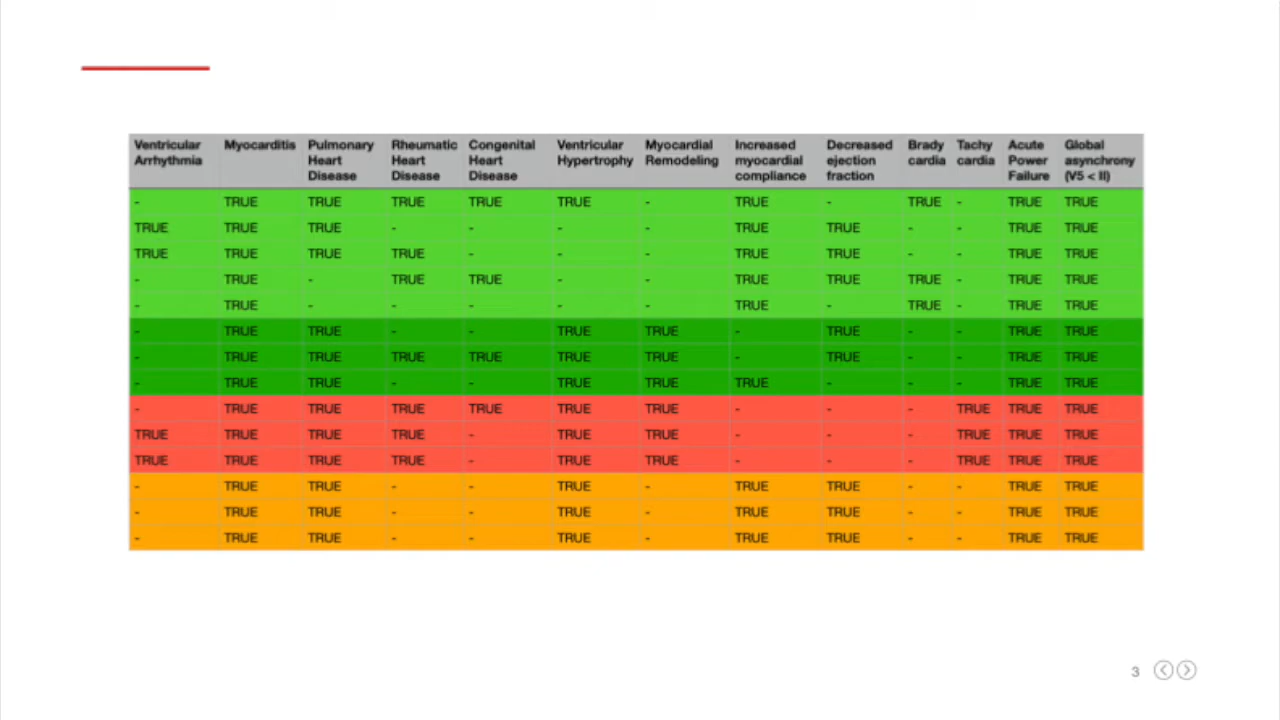 Ventricular Arrhythmia Myocarditis Pulmonary Heart Disease Rheumatic Heart Disease Congenital Heart Disease Ventricular Hypertrophy Myocardial Remodeling Increased myocardial compliance Decreased ejection fraction Brady cardia Tachy cardia Acute Power Failure Global asynchrony (V5 < II)
- TRUE TRUE TRUE TRUE TRUE - TRUE - TRUE - TRUE TRUE
TRUE TRUE TRUE - - - - TRUE TRUE - - TRUE TRUE
TRUE TRUE TRUE TRUE - - - TRUE TRUE - - TRUE TRUE
- TRUE - TRUE TRUE - - TRUE TRUE TRUE - TRUE TRUE
- TRUE - - - - - TRUE - TRUE - TRUE TRUE
- TRUE TRUE - - TRUE TRUE - TRUE - - TRUE TRUE
- TRUE TRUE TRUE TRUE TRUE TRUE - TRUE - - TRUE TRUE
- TRUE TRUE - - TRUE TRUE TRUE - - - TRUE TRUE
- TRUE TRUE TRUE TRUE TRUE TRUE - - - TRUE TRUE TRUE
TRUE TRUE TRUE TRUE - TRUE TRUE - - - TRUE TRUE TRUE
TRUE TRUE TRUE TRUE - TRUE TRUE - - - TRUE TRUE TRUE
- TRUE TRUE - - TRUE - TRUE TRUE - - TRUE TRUE
- TRUE TRUE - - TRUE - TRUE TRUE - - TRUE TRUE
- TRUE TRUE - - TRUE - TRUE TRUE - - TRUE TRUE
3